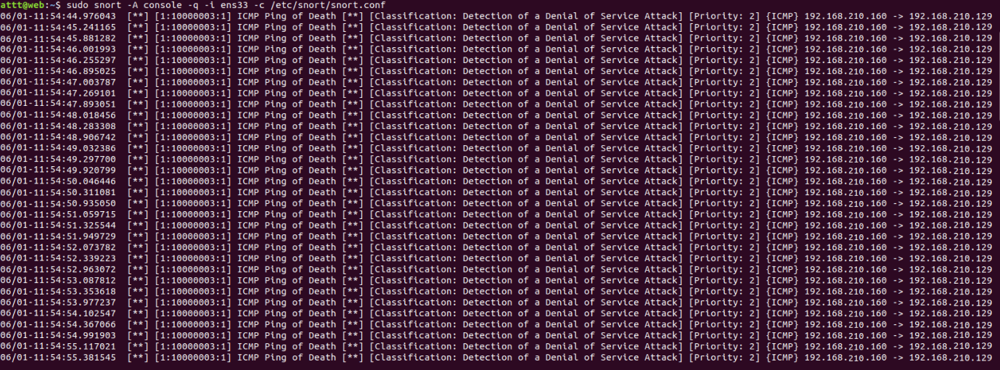 attt@web:~$ sudo snort -A console -q -i ens33 -c /etc/snort/snort.conf
06/01-11:54:44.976043  [**] [1:10000003:1] ICMP Ping of Death [**] [Classification: Detection of a Denial of Service Attack] [Priority: 2] {ICMP} 192.168.210.160 -> 192.168.210.129
06/01-11:54:45.241165  [**] [1:10000003:1] ICMP Ping of Death [**] [Classification: Detection of a Denial of Service Attack] [Priority: 2] {ICMP} 192.168.210.160 -> 192.168.210.129
06/01-11:54:45.881282  [**] [1:10000003:1] ICMP Ping of Death [**] [Classification: Detection of a Denial of Service Attack] [Priority: 2] {ICMP} 192.168.210.160 -> 192.168.210.129
06/01-11:54:46.001993  [**] [1:10000003:1] ICMP Ping of Death [**] [Classification: Detection of a Denial of Service Attack] [Priority: 2] {ICMP} 192.168.210.160 -> 192.168.210.129
06/01-11:54:46.255297  [**] [1:10000003:1] ICMP Ping of Death [**] [Classification: Detection of a Denial of Service Attack] [Priority: 2] {ICMP} 192.168.210.160 -> 192.168.210.129
06/01-11:54:46.895025  [**] [1:10000003:1] ICMP Ping of Death [**] [Classification: Detection of a Denial of Service Attack] [Priority: 2] {ICMP} 192.168.210.160 -> 192.168.210.129
06/01-11:54:47.003787  [**] [1:10000003:1] ICMP Ping of Death [**] [Classification: Detection of a Denial of Service Attack] [Priority: 2] {ICMP} 192.168.210.160 -> 192.168.210.129
06/01-11:54:47.269101  [**] [1:10000003:1] ICMP Ping of Death [**] [Classification: Detection of a Denial of Service Attack] [Priority: 2] {ICMP} 192.168.210.160 -> 192.168.210.129
06/01-11:54:47.893051  [**] [1:10000003:1] ICMP Ping of Death [**] [Classification: Detection of a Denial of Service Attack] [Priority: 2] {ICMP} 192.168.210.160 -> 192.168.210.129
06/01-11:54:48.018456  [**] [1:10000003:1] ICMP Ping of Death [**] [Classification: Detection of a Denial of Service Attack] [Priority: 2] {ICMP} 192.168.210.160 -> 192.168.210.129
06/01-11:54:48.283308  [**] [1:10000003:1] ICMP Ping of Death [**] [Classification: Detection of a Denial of Service Attack] [Priority: 2] {ICMP} 192.168.210.160 -> 192.168.210.129
06/01-11:54:48.906742  [**] [1:10000003:1] ICMP Ping of Death [**] [Classification: Detection of a Denial of Service Attack] [Priority: 2] {ICMP} 192.168.210.160 -> 192.168.210.129
06/01-11:54:49.032386  [**] [1:10000003:1] ICMP Ping of Death [**] [Classification: Detection of a Denial of Service Attack] [Priority: 2] {ICMP} 192.168.210.160 -> 192.168.210.129
06/01-11:54:49.297700  [**] [1:10000003:1] ICMP Ping of Death [**] [Classification: Detection of a Denial of Service Attack] [Priority: 2] {ICMP} 192.168.210.160 -> 192.168.210.129
06/01-11:54:49.920799  [**] [1:10000003:1] ICMP Ping of Death [**] [Classification: Detection of a Denial of Service Attack] [Priority: 2] {ICMP} 192.168.210.160 -> 192.168.210.129
06/01-11:54:50.046446  [**] [1:10000003:1] ICMP Ping of Death [**] [Classification: Detection of a Denial of Service Attack] [Priority: 2] {ICMP} 192.168.210.160 -> 192.168.210.129
06/01-11:54:50.311081  [**] [1:10000003:1] ICMP Ping of Death [**] [Classification: Detection of a Denial of Service Attack] [Priority: 2] {ICMP} 192.168.210.160 -> 192.168.210.129
06/01-11:54:50.935050  [**] [1:10000003:1] ICMP Ping of Death [**] [Classification: Detection of a Denial of Service Attack] [Priority: 2] {ICMP} 192.168.210.160 -> 192.168.210.129
06/01-11:54:51.059715  [**] [1:10000003:1] ICMP Ping of Death [**] [Classification: Detection of a Denial of Service Attack] [Priority: 2] {ICMP} 192.168.210.160 -> 192.168.210.129
06/01-11:54:51.325544  [**] [1:10000003:1] ICMP Ping of Death [**] [Classification: Detection of a Denial of Service Attack] [Priority: 2] {ICMP} 192.168.210.160 -> 192.168.210.129
06/01-11:54:51.949729  [**] [1:10000003:1] ICMP Ping of Death [**] [Classification: Detection of a Denial of Service Attack] [Priority: 2] {ICMP} 192.168.210.160 -> 192.168.210.129
06/01-11:54:52.073782  [**] [1:10000003:1] ICMP Ping of Death [**] [Classification: Detection of a Denial of Service Attack] [Priority: 2] {ICMP} 192.168.210.160 -> 192.168.210.129
06/01-11:54:52.339223  [**] [1:10000003:1] ICMP Ping of Death [**] [Classification: Detection of a Denial of Service Attack] [Priority: 2] {ICMP} 192.168.210.160 -> 192.168.210.129
06/01-11:54:52.963072  [**] [1:10000003:1] ICMP Ping of Death [**] [Classification: Detection of a Denial of Service Attack] [Priority: 2] {ICMP} 192.168.210.160 -> 192.168.210.129
06/01-11:54:53.087812  [**] [1:10000003:1] ICMP Ping of Death [**] [Classification: Detection of a Denial of Service Attack] [Priority: 2] {ICMP} 192.168.210.160 -> 192.168.210.129
06/01-11:54:53.353618  [**] [1:10000003:1] ICMP Ping of Death [**] [Classification: Detection of a Denial of Service Attack] [Priority: 2] {ICMP} 192.168.210.160 -> 192.168.210.129
06/01-11:54:53.977237  [**] [1:10000003:1] ICMP Ping of Death [**] [Classification: Detection of a Denial of Service Attack] [Priority: 2] {ICMP} 192.168.210.160 -> 192.168.210.129
06/01-11:54:54.102547  [**] [1:10000003:1] ICMP Ping of Death [**] [Classification: Detection of a Denial of Service Attack] [Priority: 2] {ICMP} 192.168.210.160 -> 192.168.210.129
06/01-11:54:54.367066  [**] [1:10000003:1] ICMP Ping of Death [**] [Classification: Detection of a Denial of Service Attack] [Priority: 2] {ICMP} 192.168.210.160 -> 192.168.210.129
06/01-11:54:54.991903  [**] [1:10000003:1] ICMP Ping of Death [**] [Classification: Detection of a Denial of Service Attack] [Priority: 2] {ICMP} 192.168.210.160 -> 192.168.210.129
06/01-11:54:55.117021  [**] [1:10000003:1] ICMP Ping of Death [**] [Classification: Detection of a Denial of Service Attack] [Priority: 2] {ICMP} 192.168.210.160 -> 192.168.210.129
06/01-11:54:55.381545  [**] [1:10000003:1] ICMP Ping of Death [**] [Classification: Detection of a Denial of Service Attack] [Priority: 2] {ICMP} 192.168.210.160 -> 192.168.210.129